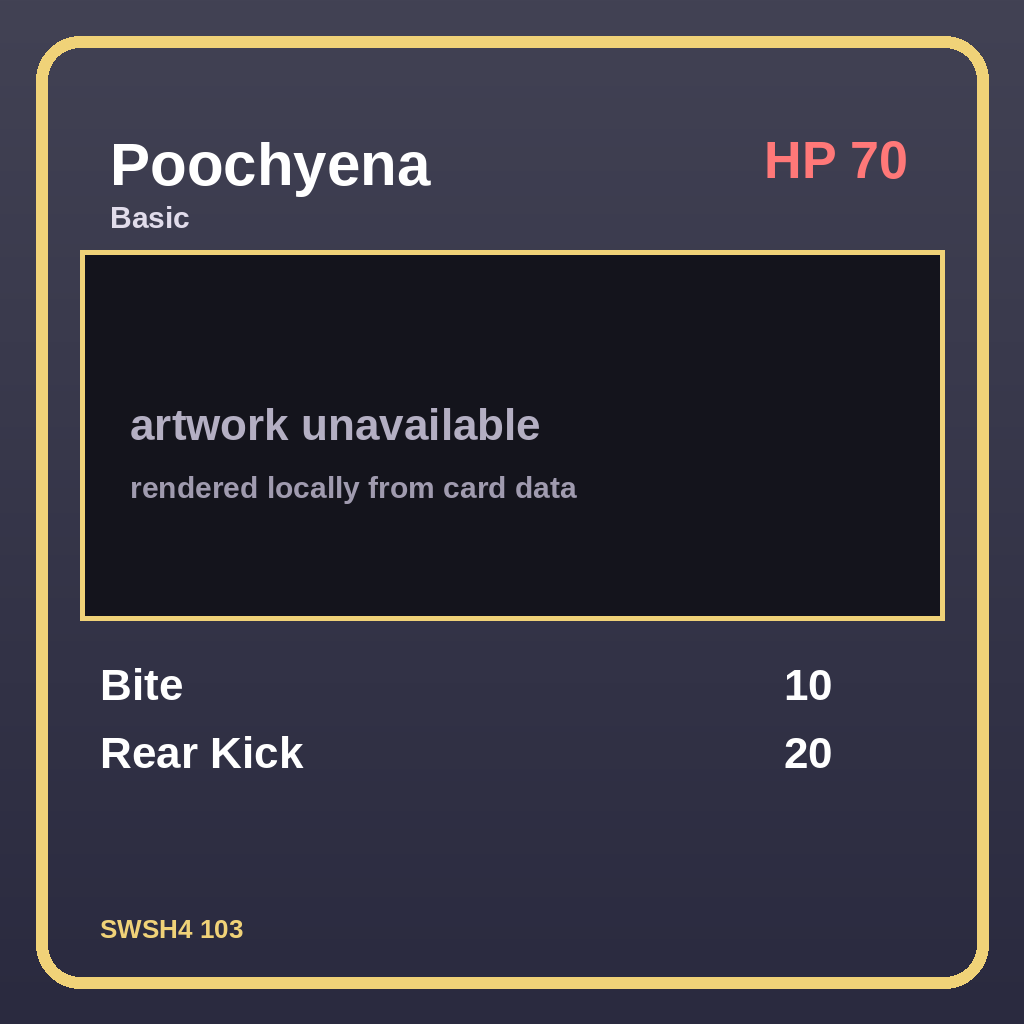 Poochyena
HP 70
Basic
artwork unavailable
rendered locally from card data
Bite 10
Rear Kick 20
SWSH4 103